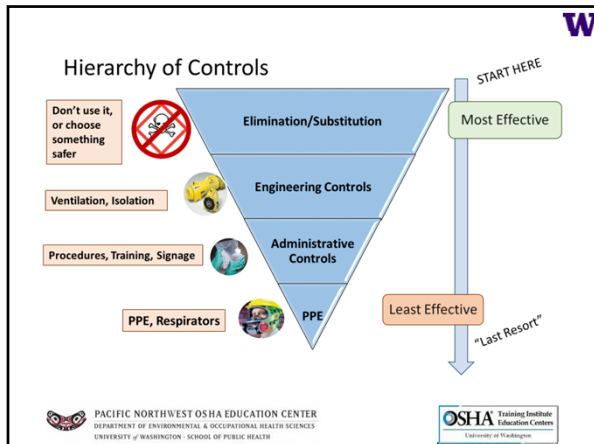 W
Hierarchy of Controls
START HERE
Don't use it,
or choose
something
safer
Elimination/Substitution
Most Effective
Ventilation, Isolation
Engineering Controls
Procedures, Training, Signage
Administrative
Controls
PPE, Respirators
PPE
Least Effective
"Last Resort"
PACIFIC NORTHWEST OSHA EDUCATION CENTER
DEPARTMENT OF ENVIRONMENTAL & OCCUPATIONAL HEALTH SCIENCES
UNIVERSITY of WASHINGTON · SCHOOL OF PUBLIC HEALTH
OSHA Training Institute
Education Centers
University of Washington